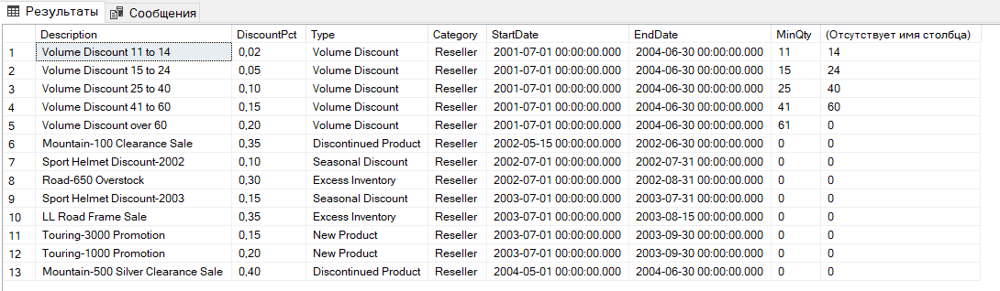 Результаты Сообщения
Description DiscountPct Type Category StartDate EndDate MinQty (Отсутствует имя столбца)
1 Volume Discount 11 to 14 0,02 Volume Discount Reseller 2001-07-01 00:00:00.000 2004-06-30 00:00:00.000 11 14
2 Volume Discount 15 to 24 0,05 Volume Discount Reseller 2001-07-01 00:00:00.000 2004-06-30 00:00:00.000 15 24
3 Volume Discount 25 to 40 0,10 Volume Discount Reseller 2001-07-01 00:00:00.000 2004-06-30 00:00:00.000 25 40
4 Volume Discount 41 to 60 0,15 Volume Discount Reseller 2001-07-01 00:00:00.000 2004-06-30 00:00:00.000 41 60
5 Volume Discount over 60 0,20 Volume Discount Reseller 2001-07-01 00:00:00.000 2004-06-30 00:00:00.000 61 0
6 Mountain-100 Clearance Sale 0,35 Discontinued Product Reseller 2002-05-15 00:00:00.000 2002-06-30 00:00:00.000 0 0
7 Sport Helmet Discount-2002 0,10 Seasonal Discount Reseller 2002-07-01 00:00:00.000 2002-07-31 00:00:00.000 0 0
8 Road-650 Overstock 0,30 Excess Inventory Reseller 2002-07-01 00:00:00.000 2002-08-31 00:00:00.000 0 0
9 Sport Helmet Discount-2003 0,15 Seasonal Discount Reseller 2003-07-01 00:00:00.000 2003-07-31 00:00:00.000 0 0
10 LL Road Frame Sale 0,35 Excess Inventory Reseller 2003-07-01 00:00:00.000 2003-08-15 00:00:00.000 0 0
11 Touring-3000 Promotion 0,15 New Product Reseller 2003-07-01 00:00:00.000 2003-09-30 00:00:00.000 0 0
12 Touring-1000 Promotion 0,20 New Product Reseller 2003-07-01 00:00:00.000 2003-09-30 00:00:00.000 0 0
13 Mountain-500 Silver Clearance Sale 0,40 Discontinued Product Reseller 2004-05-01 00:00:00.000 2004-06-30 00:00:00.000 0 0